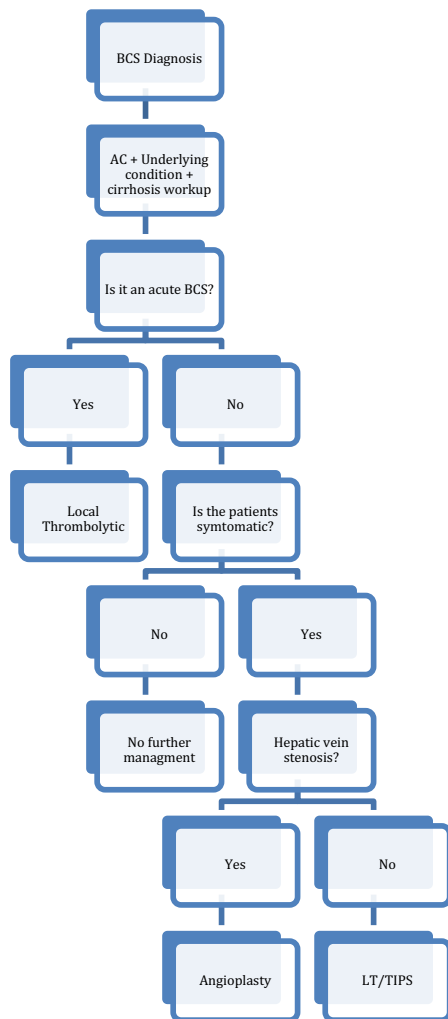 BCS Diagnosis
AC + Underlying
condition +
cirrhosis workup
Is it an acute BCS?
Yes
No
Local
Thrombolytic
Is the patients
symtomatic?
No
Yes
No further
managment
Hepatic vein
stenosis?
Yes
No
Angioplasty
LT/TIPS